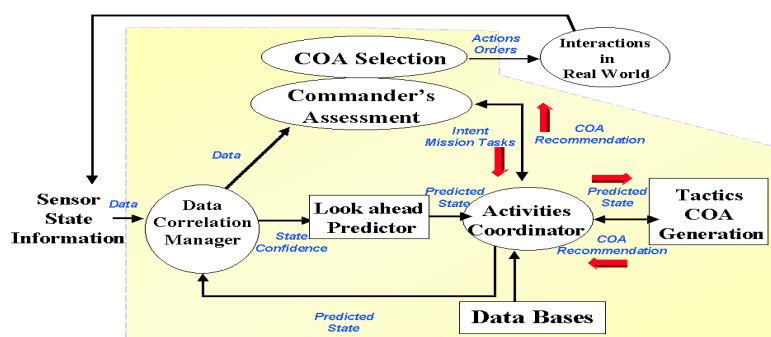 Actions
Orders
COA Selection
Interactions
in
Real World
Commander's
Assessment
Intent
Mission Tasks
COA
Recommendation
Data
Sensor
State
Information
Data
Data
Correlation
Manager
State
Confidence
Look ahead
Predictor
Predicted
State
Activities
Coordinator
Predicted
State
COA
Recommendation
Tactics
COA
Generation
Predicted
State
Data Bases